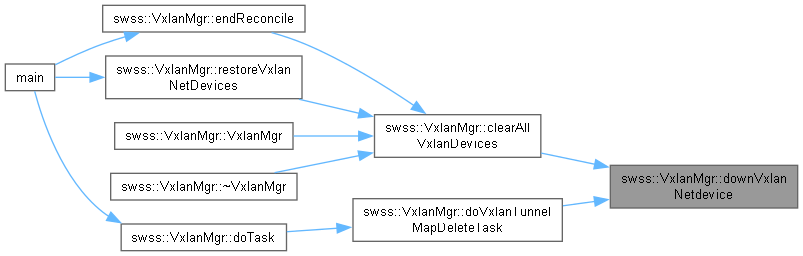 swss::VxlanMgr::endReconcile
main
swss::VxlanMgr::restoreVxlan
NetDevices
swss::VxlanMgr::VxlanMgr
swss::VxlanMgr::~VxlanMgr
swss::VxlanMgr::doTask
swss::VxlanMgr::clearAll
VxlanDevices
swss::VxlanMgr::doVxlanTunnel
MapDeleteTask
swss::VxlanMgr::downVxlan
Netdevice